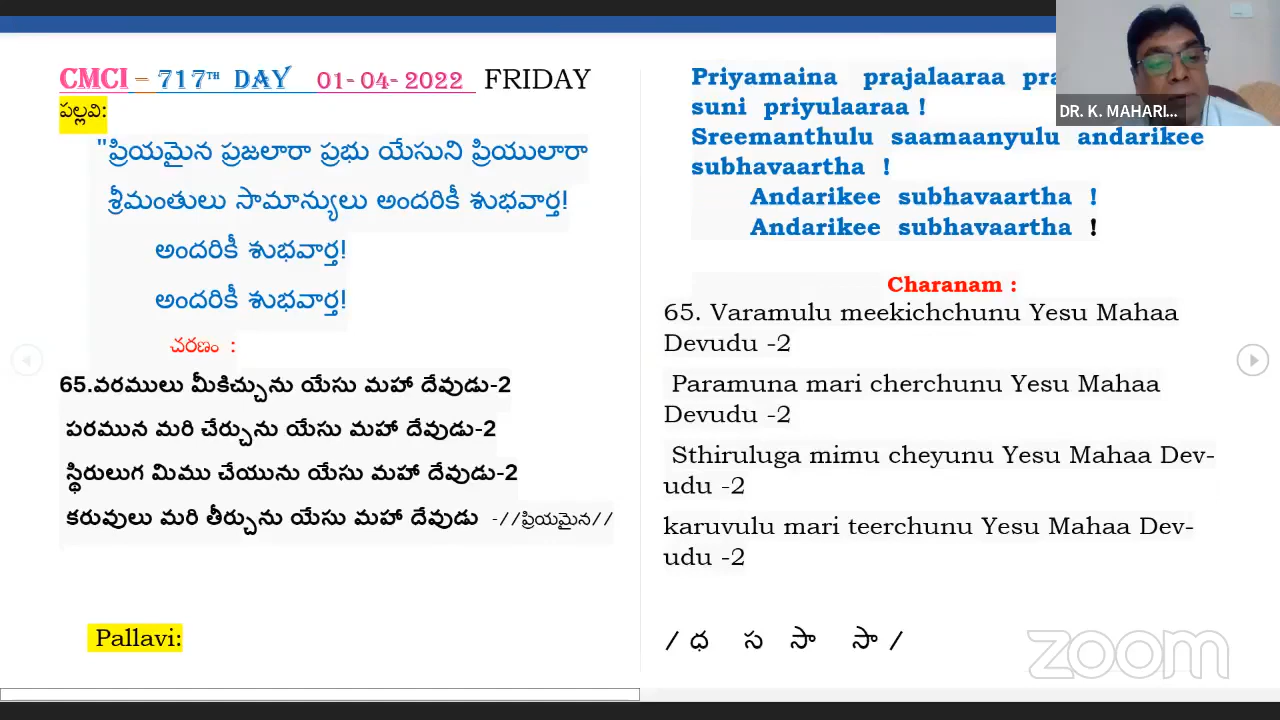 CMCI – 717TH DAY 01-04-2022 FRIDAY
పల్లవి:
"ప్రియమైన ప్రజలారా ప్రభు యేసుని ప్రియులారా
శ్రీమంతులు సామాన్యులు అందరికీ శుభవార్త!
అందరికీ శుభవార్త!
అందరికీ శుభవార్త!
చరణం :
65.వరములు మీకిచ్చును యేసు మహా దేవుడు-2
పరమున మరి చేర్చును యేసు మహా దేవుడు-2
స్థిరులుగ మిము చేయును యేసు మహా దేవుడు-2
కరువులు మరి తీర్చును యేసు మహా దేవుడు -//ప్రియమైన//
Pallavi:
Priyamaina prajalaaraa
suni priyulaaraa !
Sreemanthulu saamaanyulu andarikee
subhavaartha !
Andarikee subhavaartha !
Andarikee subhavaartha !
Charanam :
65. Varamulu meekichchunu Yesu Mahaa
Devudu -2
Paramuna mari cherchunu Yesu Mahaa
Devudu -2
Sthiruluga mimu cheyunu Yesu Mahaa Dev-
udu -2
karuvulu mari teerchunu Yesu Mahaa Dev-
udu -2
/ ధ స సా సా /
DR. K. MAHARI...
zoom